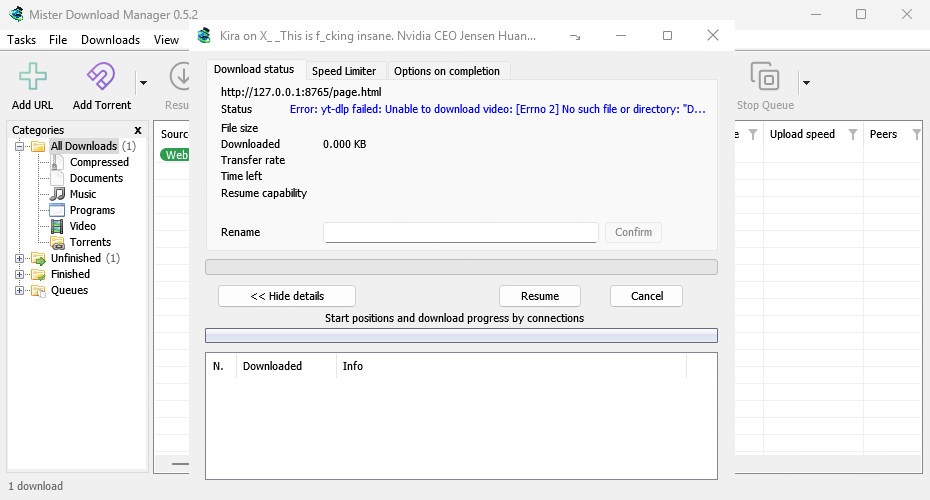 Mister Download Manager 0.5.2
Kira on X_ _This is f_cking insane. Nvidia CEO Jensen Huan...
Tasks File Downloads View
Add URL Add Torrent Resu Stop Queue
Categories x
All Downloads (1)
Compressed
Documents
Music
Programs
Video
Torrents
Unfinished (1)
Finished
Queues
Sourc
Web
e Upload speed Peers
Download status Speed Limiter Options on completion
http://127.0.0.1:8765/page.html
Status Error: yt-dlp failed: Unable to download video: [Errno 2] No such file or directory: "D...
File size
Downloaded 0.000 KB
Transfer rate
Time left
Resume capability
Rename Confirm
<< Hide details Resume Cancel
Start positions and download progress by connections
N. Downloaded Info
1 download